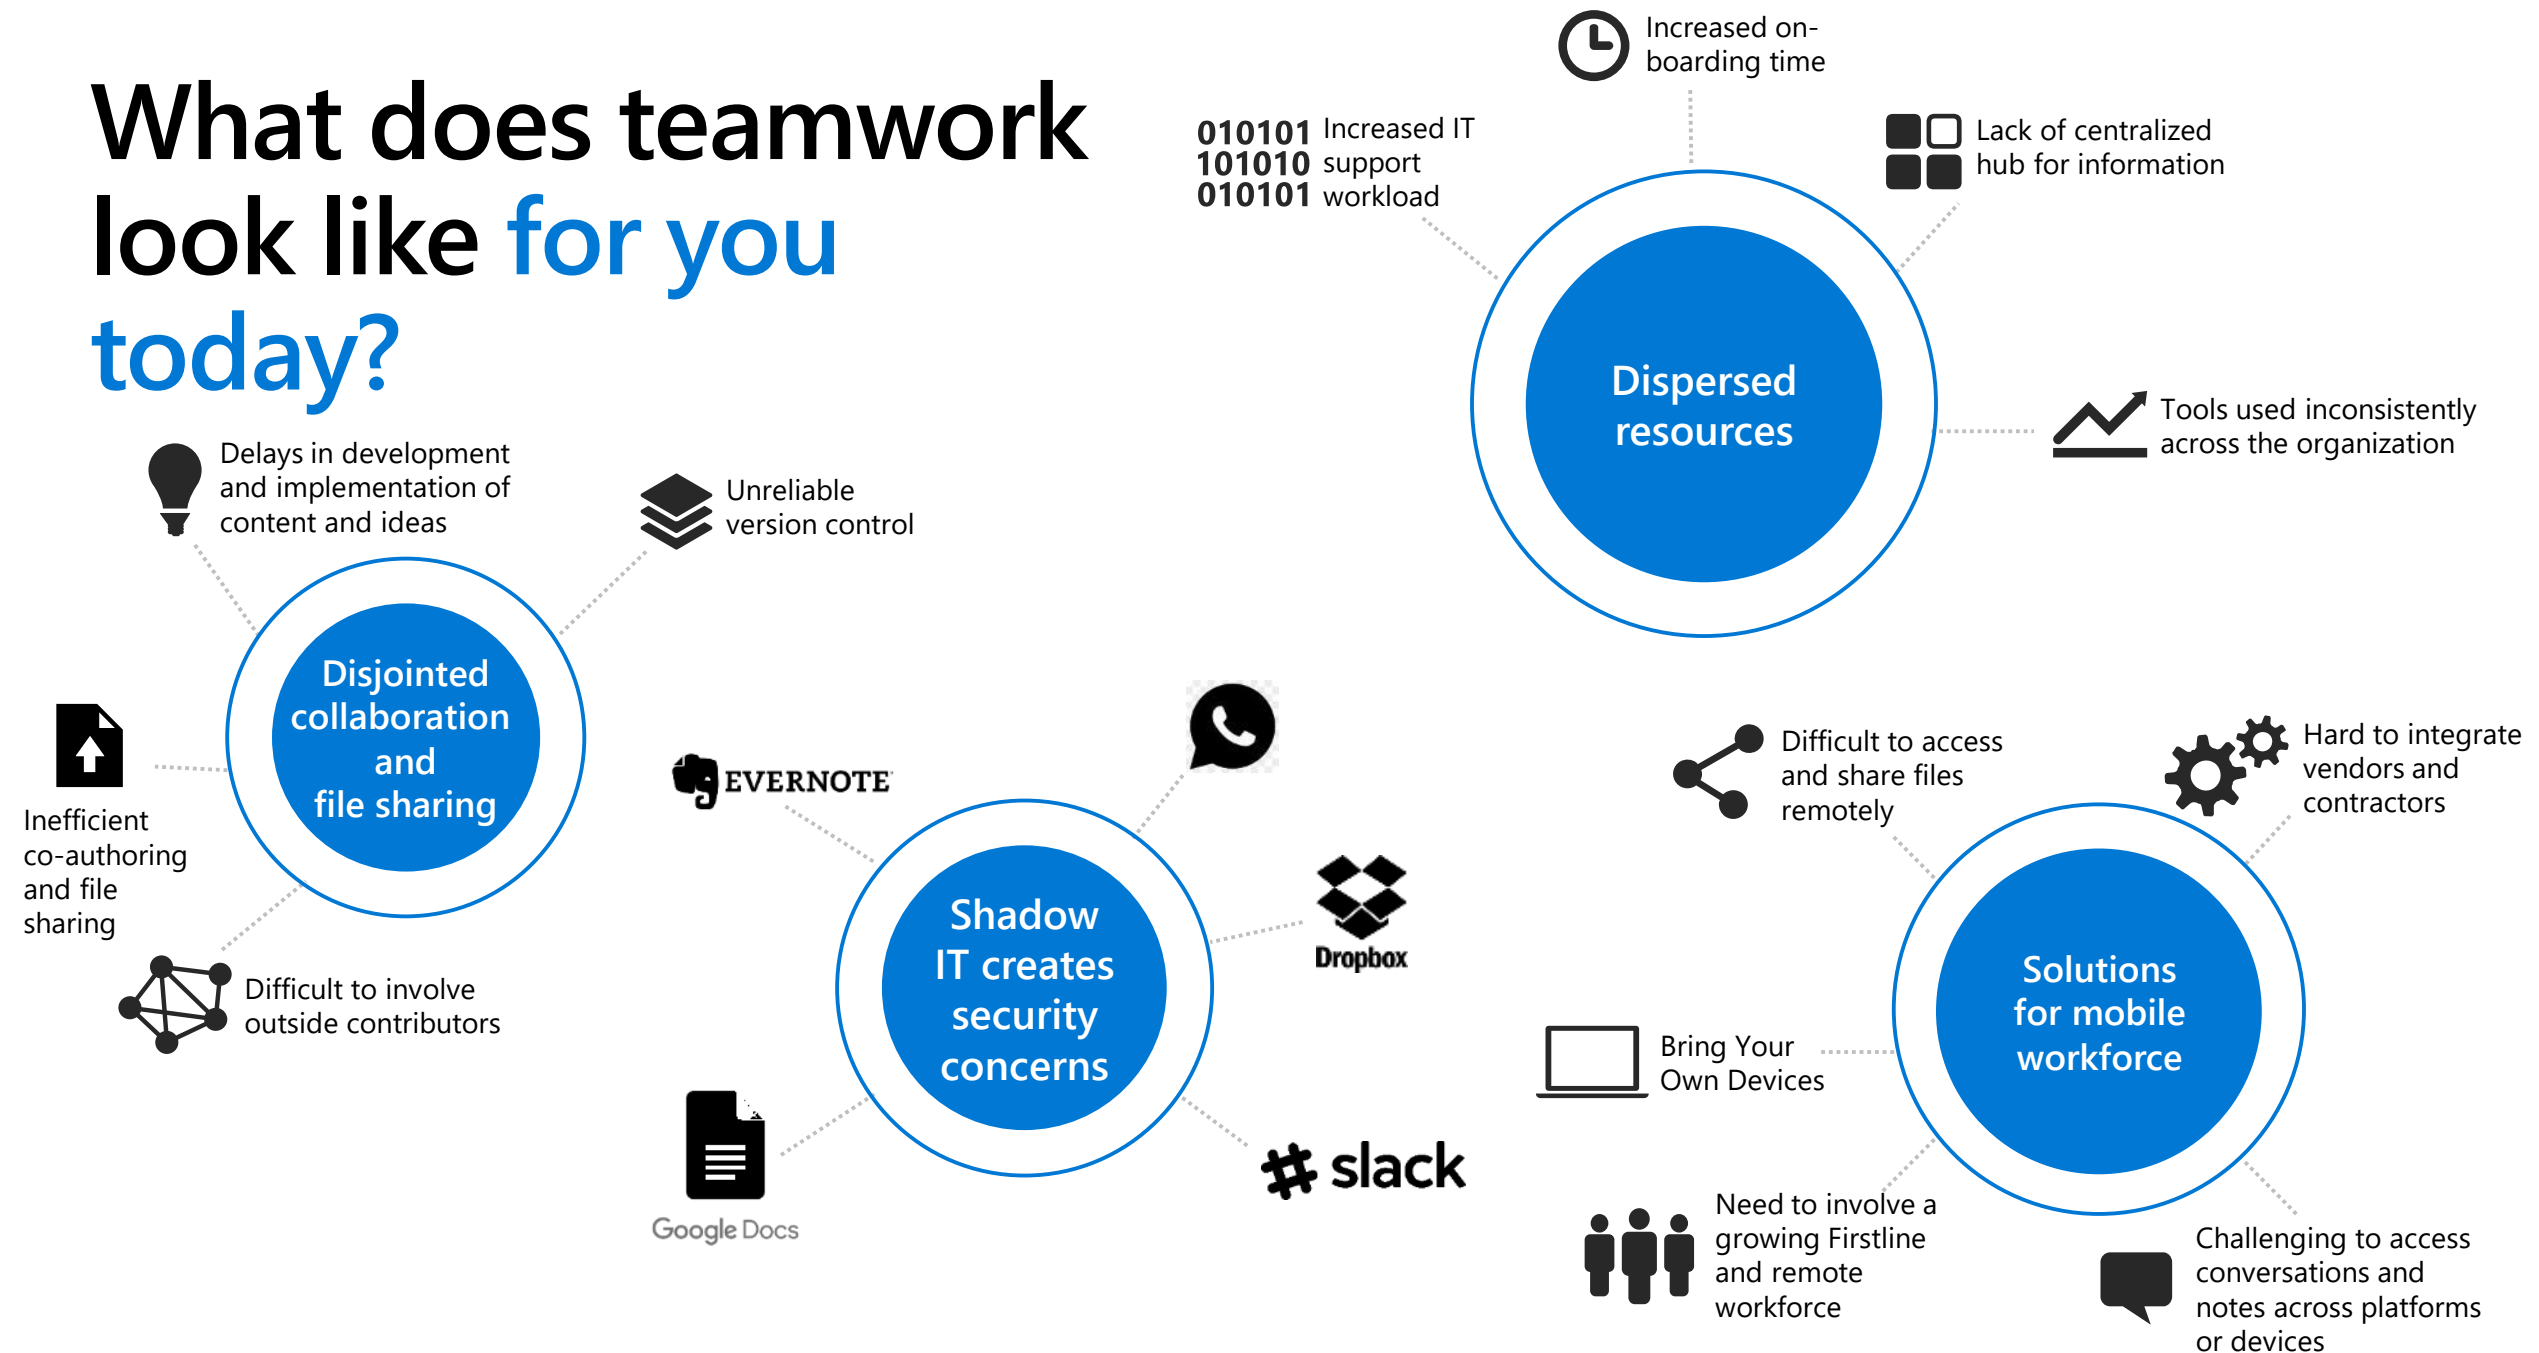 What does teamwork
look like for you
today?
Increased on-
boarding time
010101
101010
010101
Increased IT
support
workload
Lack of centralized
hub for information
Dispersed
resources
Tools used inconsistently
across the organization
Delays in development
and implementation of
content and ideas
Unreliable
version control
Disjointed
collaboration
and
file sharing
Inefficient
co-authoring
and file
sharing
Difficult to involve
outside contributors
EVERNOTE
Dropbox
Shadow
IT creates
security
concerns
Google Docs
slack
Difficult to access
and share files
remotely
Hard to integrate
vendors and
contractors
Solutions
for mobile
workforce
Bring Your
Own Devices
Need to involve a
growing Firstline
and remote
workforce
Challenging to access
conversations and
notes across platforms
or devices